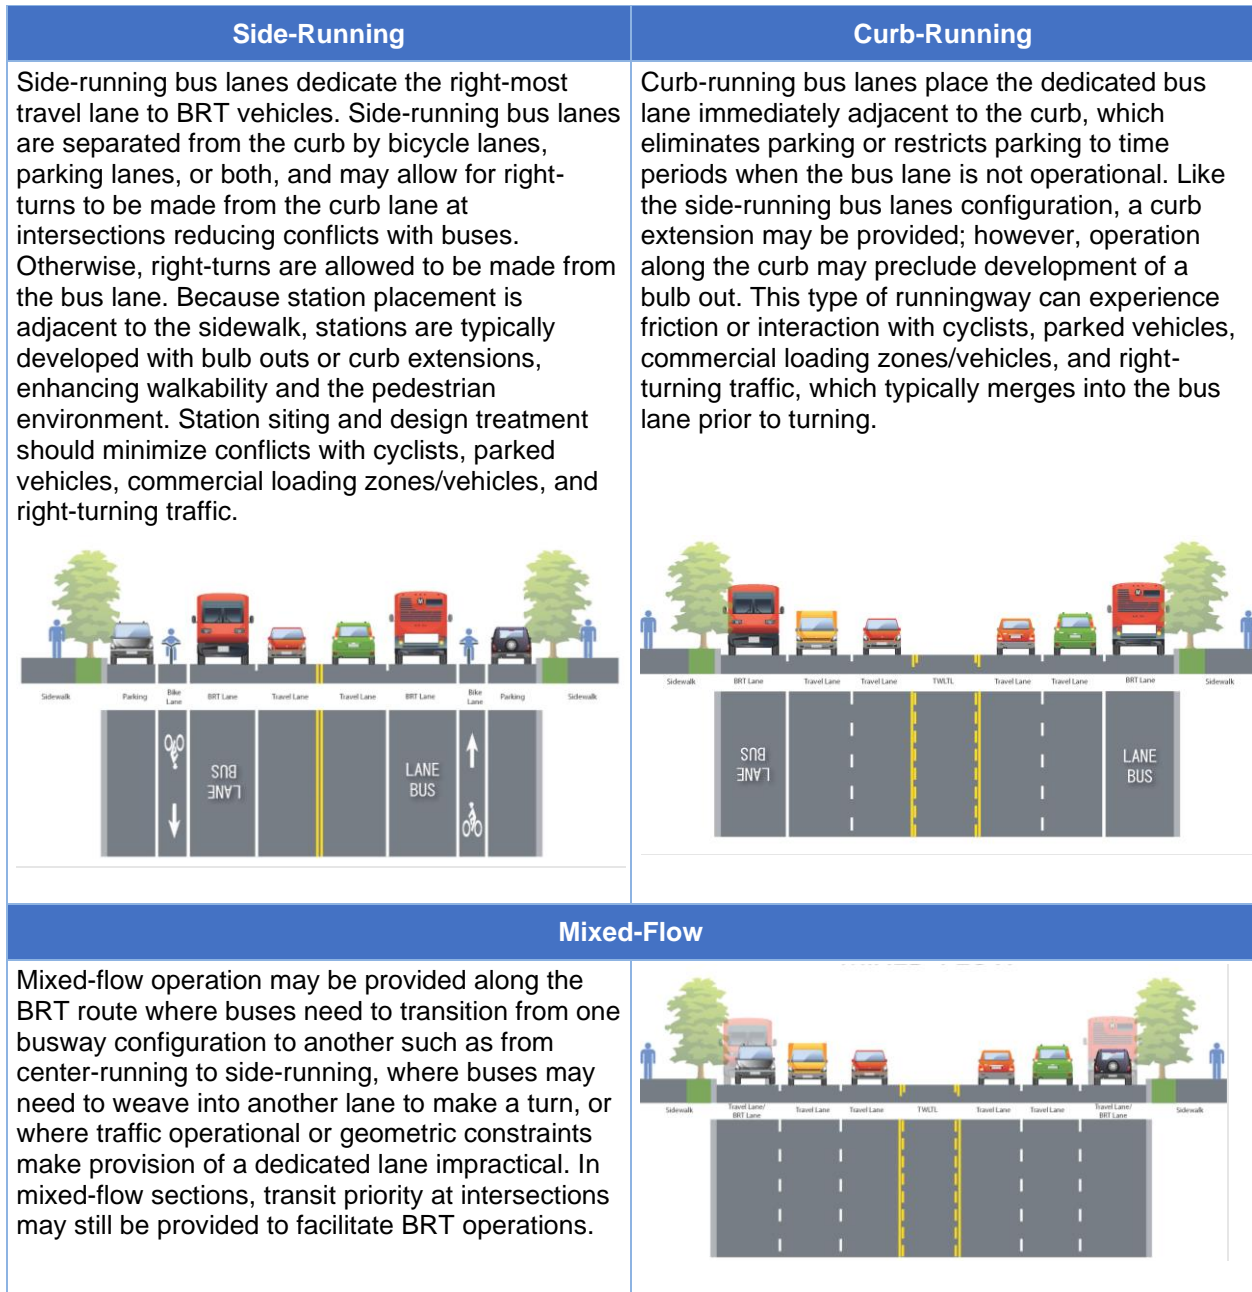 Side-Running
Side-running bus lanes dedicate the right-most
travel lane to BRT vehicles. Side-running bus lanes
are separated from the curb by bicycle lanes,
parking lanes, or both, and may allow for right-
turns to be made from the curb lane at
intersections reducing conflicts with buses.
Otherwise, right-turns are allowed to be made from
the bus lane. Because station placement is
adjacent to the sidewalk, stations are typically
developed with bulb outs or curb extensions,
enhancing walkability and the pedestrian
environment. Station siting and design treatment
should minimize conflicts with cyclists, parked
vehicles, commercial loading zones/vehicles, and
right-turning traffic.
Sidewalk Parking Bike Lane BRT Lane Travel Lane Travel Lane BRT Lane Bike Lane Parking Sidewalk
BUS
LANE
LANE
BUS
Curb-Running
Curb-running bus lanes place the dedicated bus
lane immediately adjacent to the curb, which
eliminates parking or restricts parking to time
periods when the bus lane is not operational. Like
the side-running bus lanes configuration, a curb
extension may be provided; however, operation
along the curb may preclude development of a
bulb out. This type of runningway can experience
friction or interaction with cyclists, parked vehicles,
commercial loading zones/vehicles, and right-
turning traffic, which typically merges into the bus
lane prior to turning.
Sidewalk BRT Lane Travel Lane Travel Lane TWLTL Travel Lane Travel Lane BRT Lane Sidewalk
BUS
LANE
LANE
BUS
Mixed-Flow
Mixed-flow operation may be provided along the
BRT route where buses need to transition from one
busway configuration to another such as from
center-running to side-running, where buses may
need to weave into another lane to make a turn, or
where traffic operational or geometric constraints
make provision of a dedicated lane impractical. In
mixed-flow sections, transit priority at intersections
may still be provided to facilitate BRT operations.
Sidewalk Travel Lane/ BRT Lane Travel Lane Travel Lane TWLTL Travel Lane Travel Lane Travel Lane/ BRT Lane Sidewalk